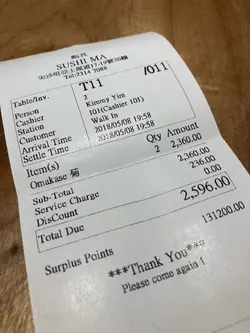 SUSHI MA
Tel:2314 7088
Table/Inv. T11 /011
Person 2
Cashier Kimmy Yim
Station 101(Cashier 101)
Customer Walk In
Arrival Time 2018/05/08 19:58
Settle Time 2018/05/08 19:58
Item(s) Qty Amount
Omakase 菊 2 2,360.00
Sub-Total 2,360.00
Service Charge 236.00
DisCount
Total Due 2,596.00
Surplus Points 131200.00
***Thank You***
Please come again !